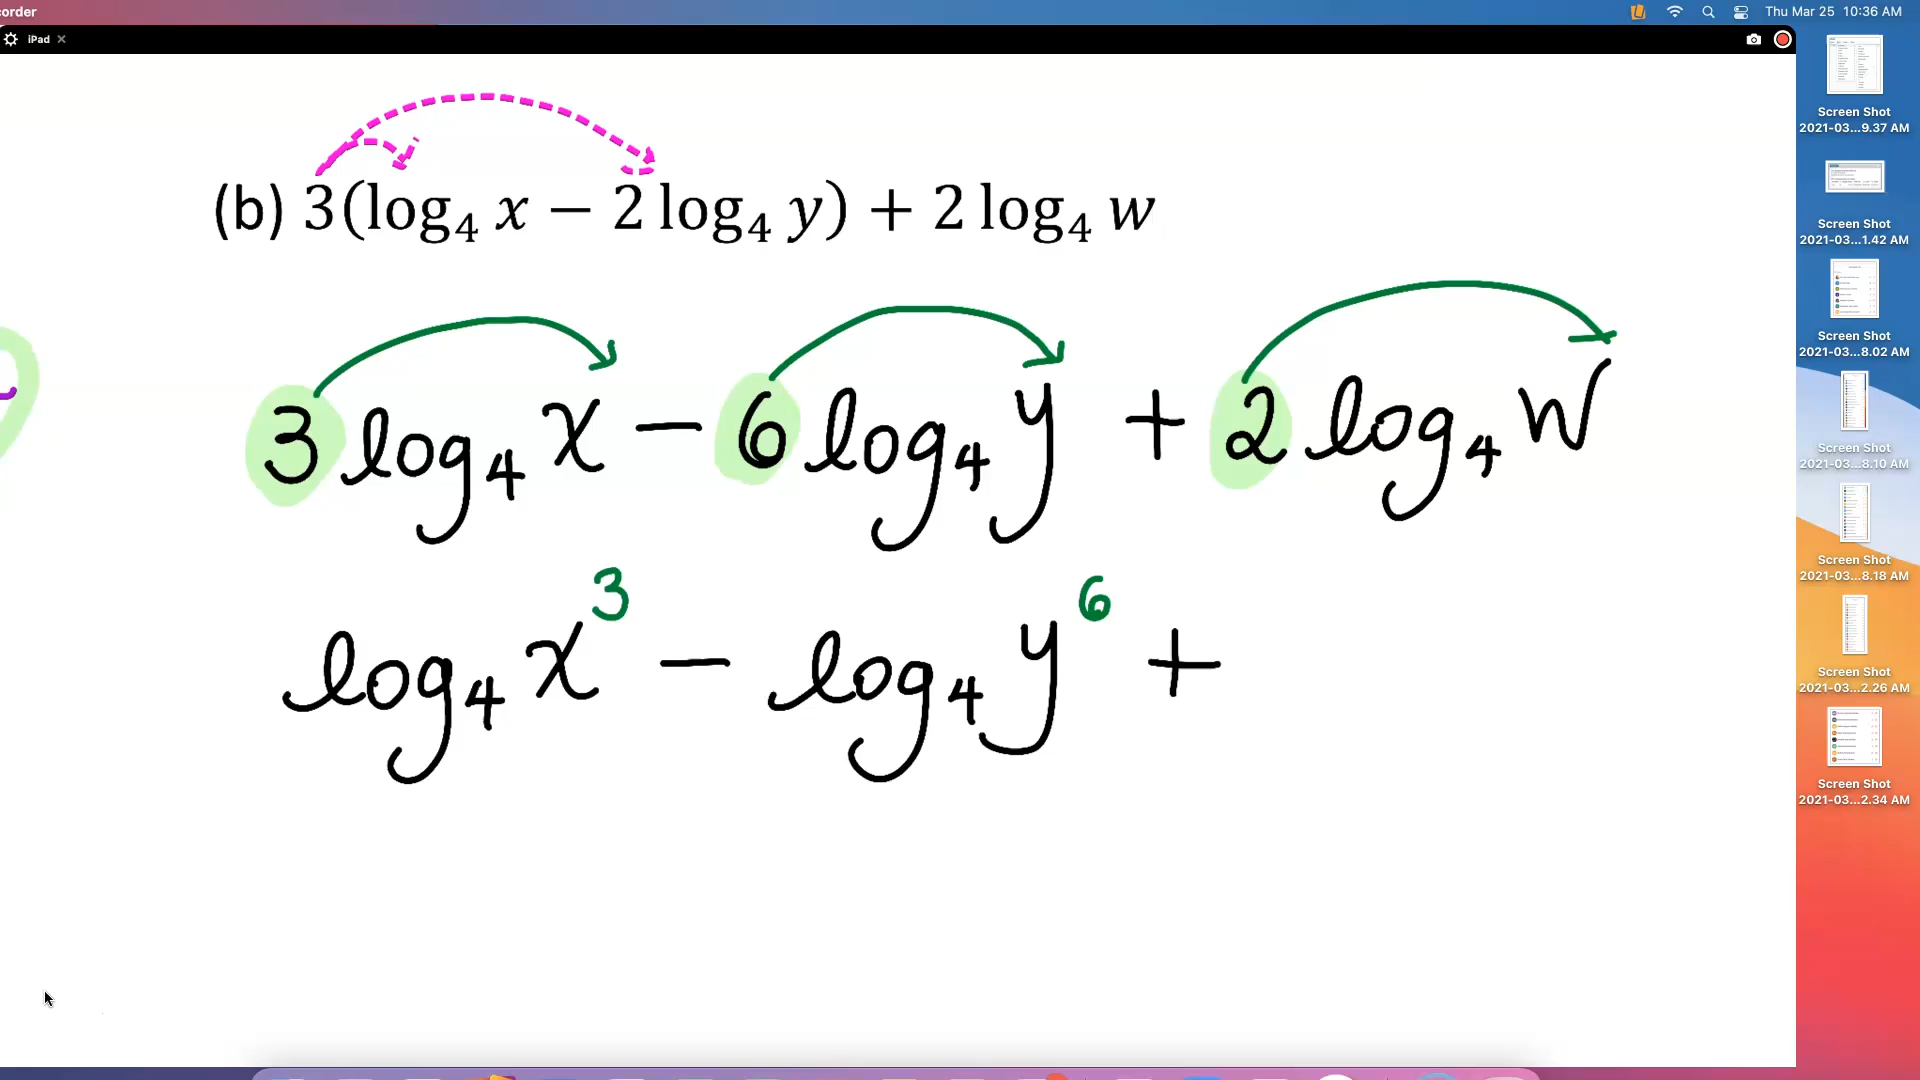 corder
Thu Mar 25 10:36 AM
iPad
Screen Shot
2021-03...9.37 AM
Screen Shot
2021-03...1.42 AM
Screen Shot
2021-03...8.02 AM
Screen Shot
2021-03...8.10 AM
Screen Shot
2021-03...8.18 AM
Screen Shot
2021-03...2.26 AM
Screen Shot
2021-03...2.34 AM
(b) 3(log₄ x − 2 log₄ y) + 2 log₄ w
3 log₄ x − 6 log₄ y + 2 log₄ w
log₄ x³ − log₄ y⁶ +